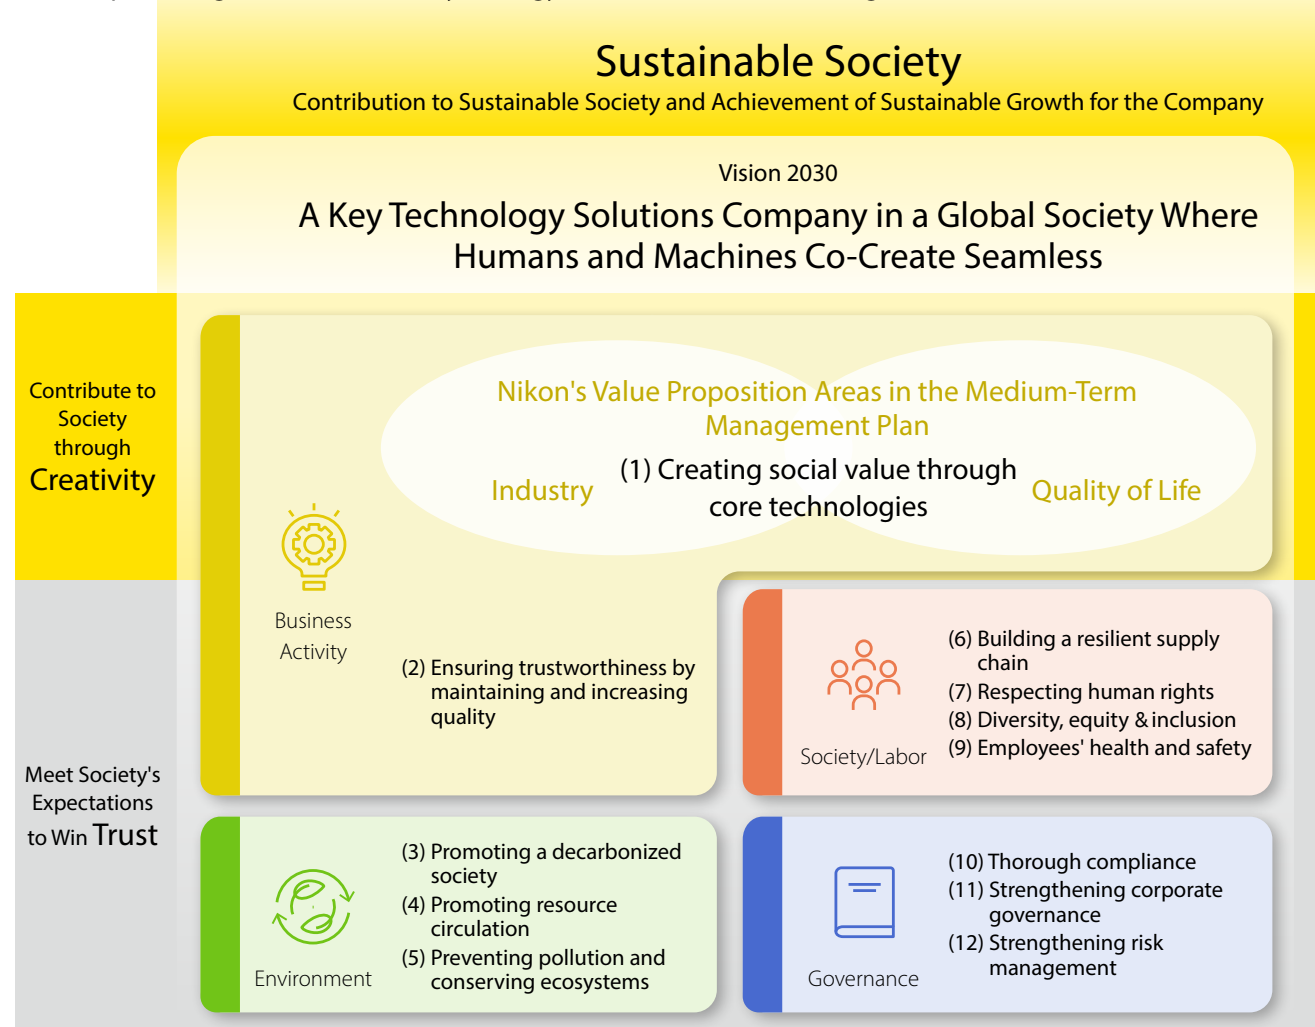 Sustainable Society
Contribution to Sustainable Society and Achievement of Sustainable Growth for the Company
Vision 2030
A Key Technology Solutions Company in a Global Society Where
Humans and Machines Co-Create Seamless
Contribute to
Society
through
Creativity
Nikon's Value Proposition Areas in the Medium-Term
Management Plan
Industry
(1) Creating social value through
core technologies
Quality of Life
Business
Activity
(2) Ensuring trustworthiness by
maintaining and increasing
quality
Society/Labor
(6) Building a resilient supply
chain
(7) Respecting human rights
(8) Diversity, equity & inclusion
(9) Employees' health and safety
Meet Society's
Expectations
to Win Trust
Environment
(3) Promoting a decarbonized
society
(4) Promoting resource
circulation
(5) Preventing pollution and
conserving ecosystems
Governance
(10) Thorough compliance
(11) Strengthening corporate
governance
(12) Strengthening risk
management